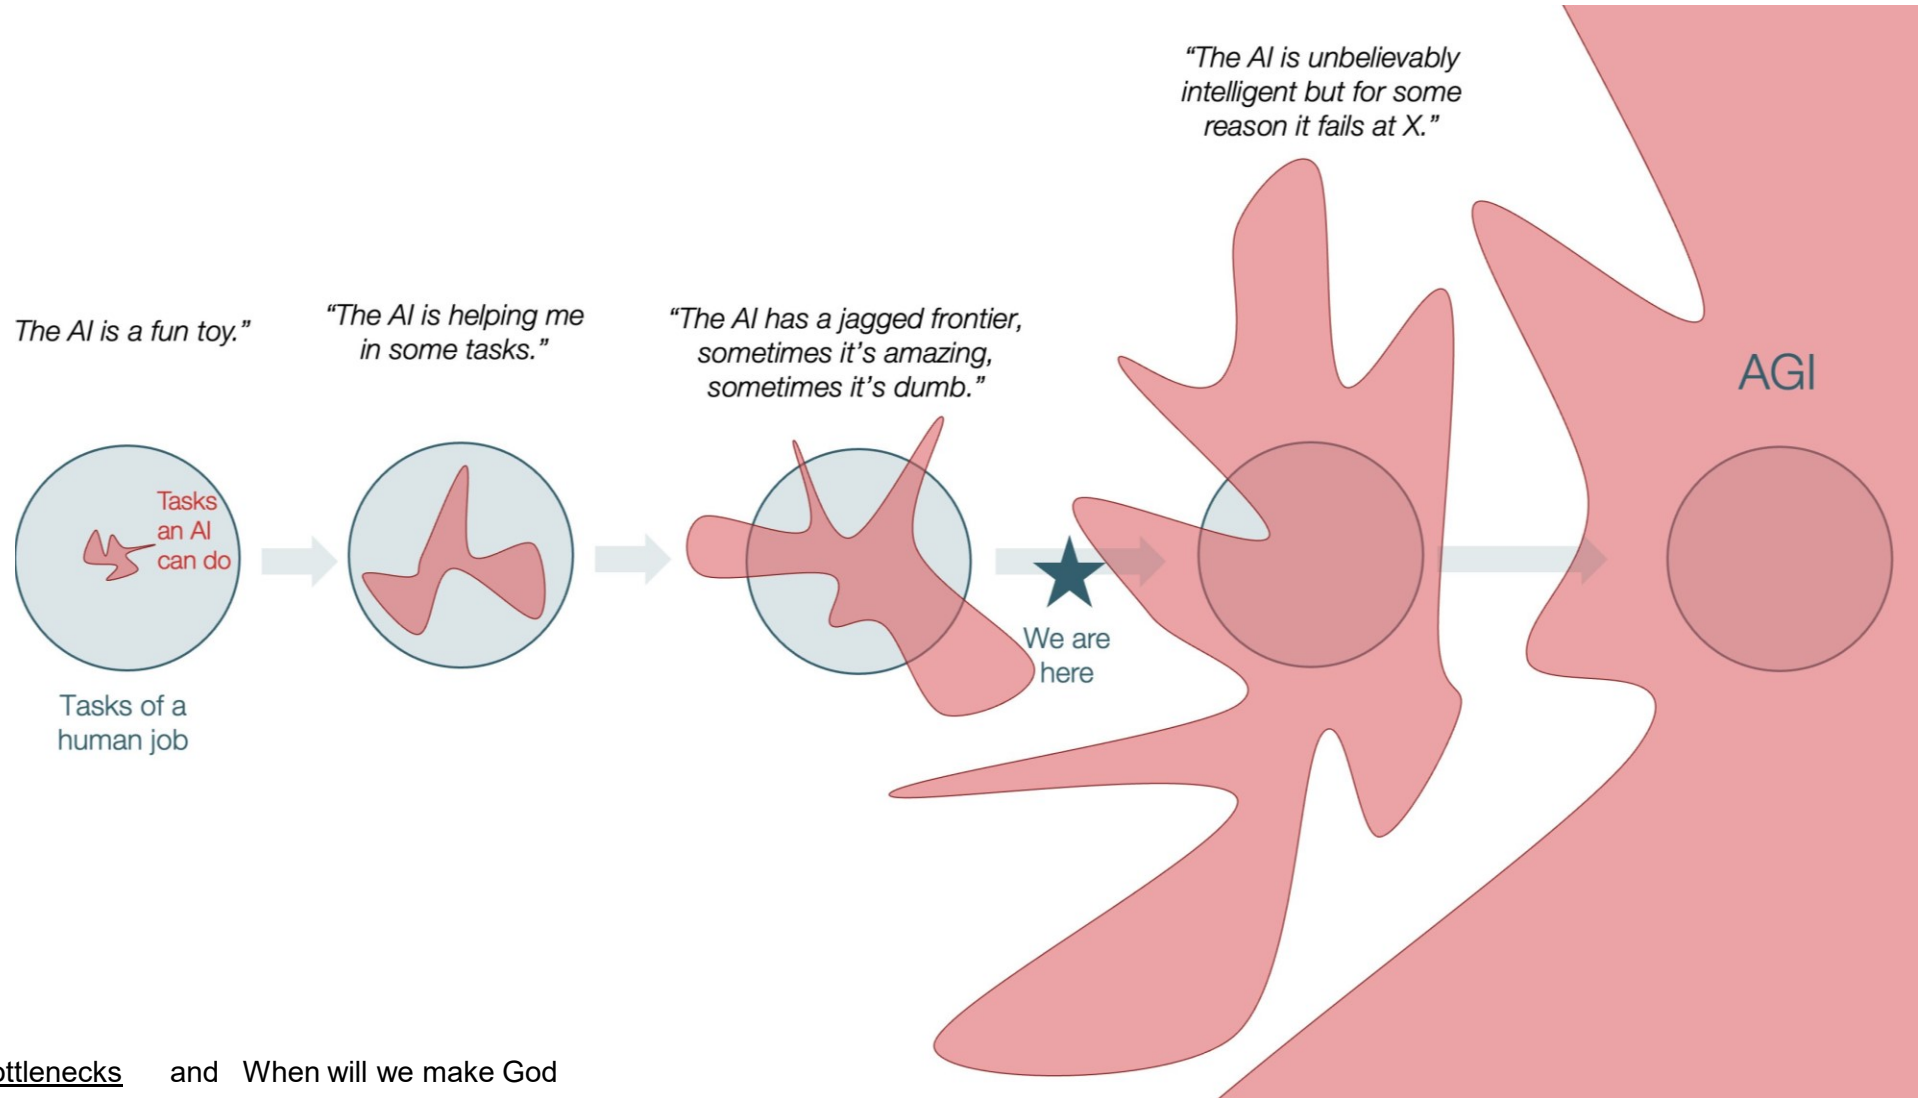 The AI is a fun toy.”
“The AI is helping me
in some tasks.”
“The AI has a jagged frontier,
sometimes it’s amazing,
sometimes it’s dumb.”
“The AI is unbelievably
intelligent but for some
reason it fails at X.”
AGI
Tasks
an AI
can do
We are
here
Tasks of a
human job
ottlenecks and When will we make God